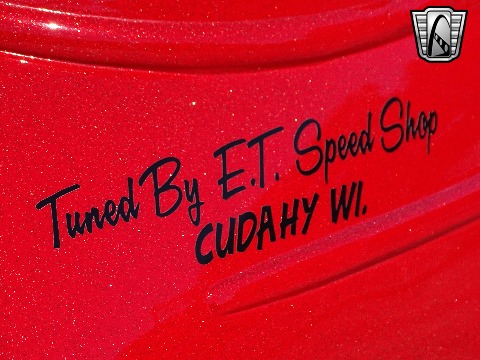 Tuned By E.T. Speed Shop
CUDAHY WI.